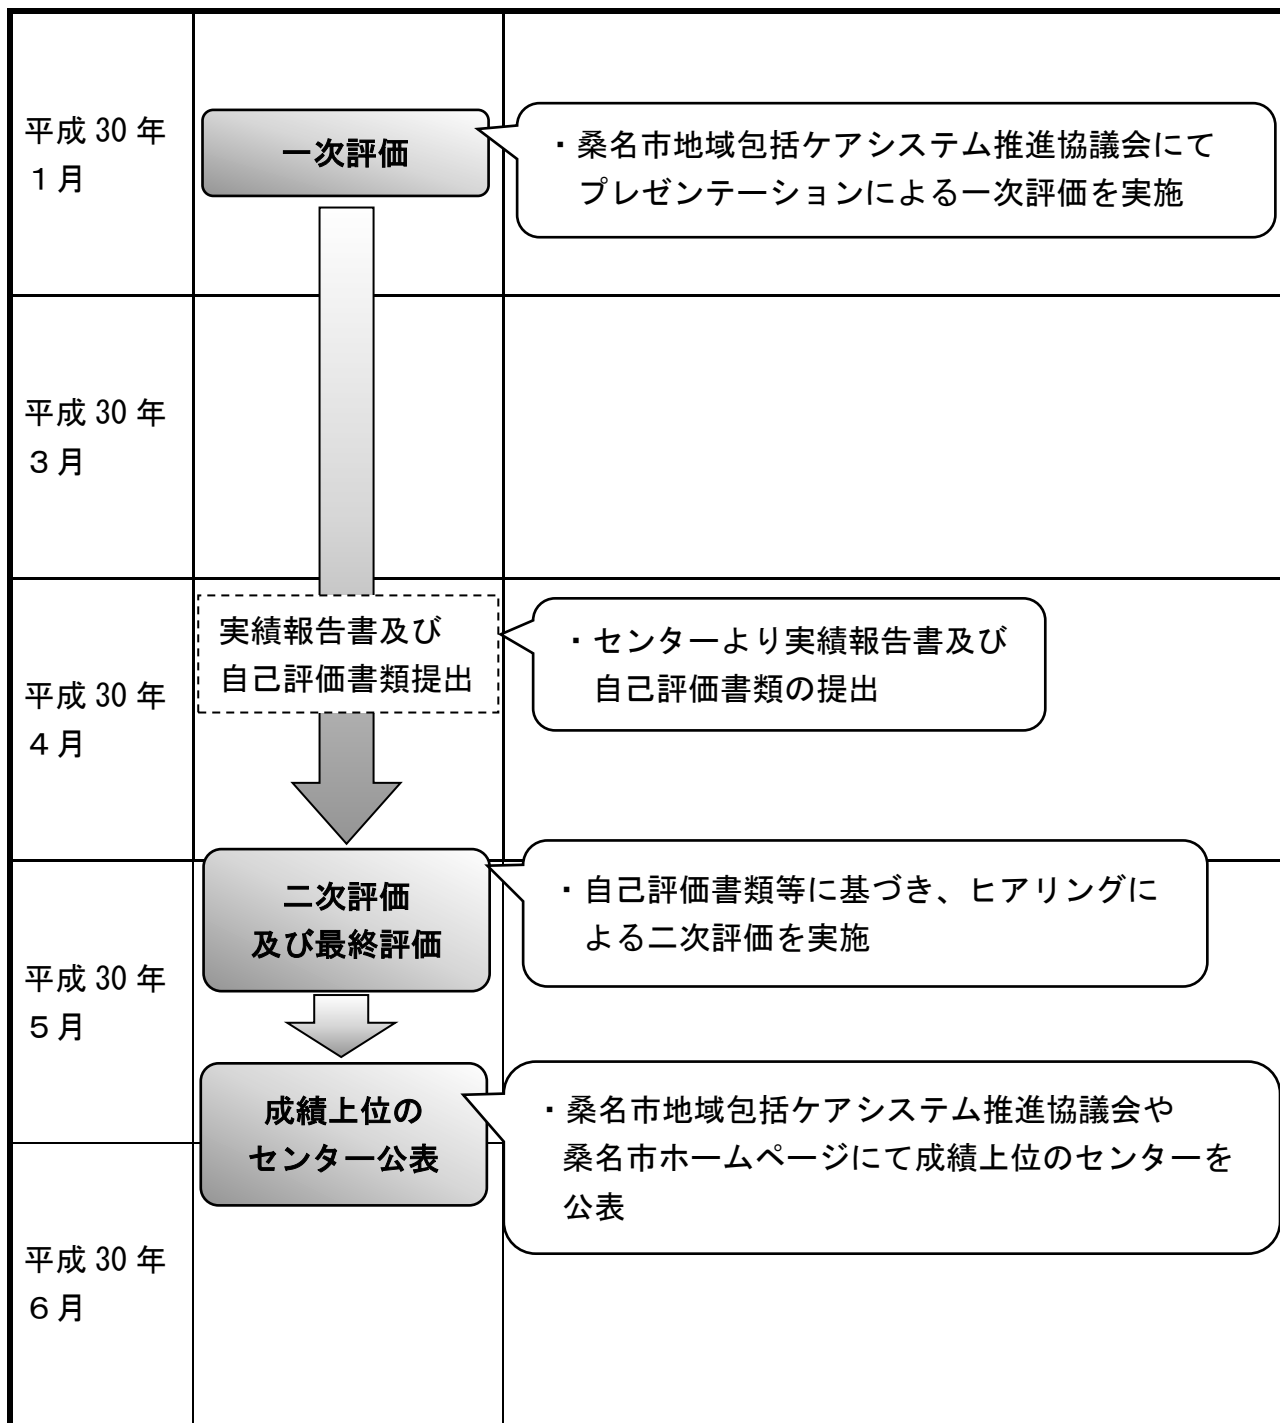 平成 30 年
１月
一次評価
・桑名市地域包括ケアシステム推進協議会にて
プレゼンテーションによる一次評価を実施
平成 30 年
３月
平成 30 年
４月
実績報告書及び
自己評価書類提出
・センターより実績報告書及び
自己評価書類の提出
平成 30 年
５月
二次評価
及び最終評価
・自己評価書類等に基づき、ヒアリングに
よる二次評価を実施
成績上位の
センター公表
・桑名市地域包括ケアシステム推進協議会や
桑名市ホームページにて成績上位のセンターを
公表
平成 30 年
６月